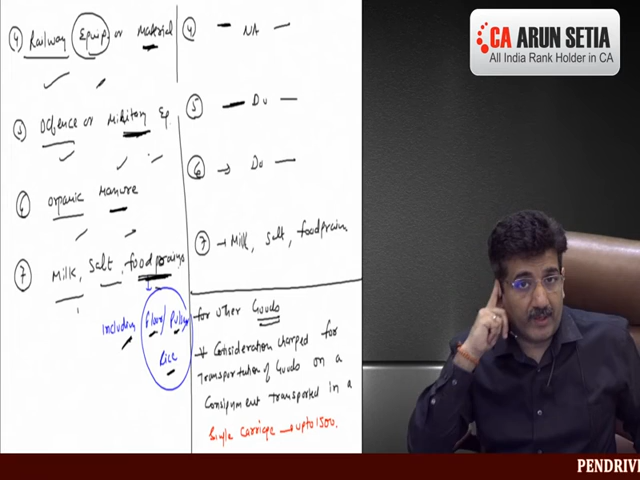 ④ Railway Equip or Material
⑤ Defence or Military Eq.
⑥ organic Manure
⑦ Milk, Salt, foodgrains
Including Flour/Pulses
Rice
④ — NA —
⑤ — Do —
⑥ → Do —
⑦ → Milk, Salt, foodgrains
for other Goods
* Consideration charged for
Transportation of Goods on a
Consignment transported in a
Single Carriage → upto 1500.
CA ARUN SETIA
All India Rank Holder in CA
PENDRIV